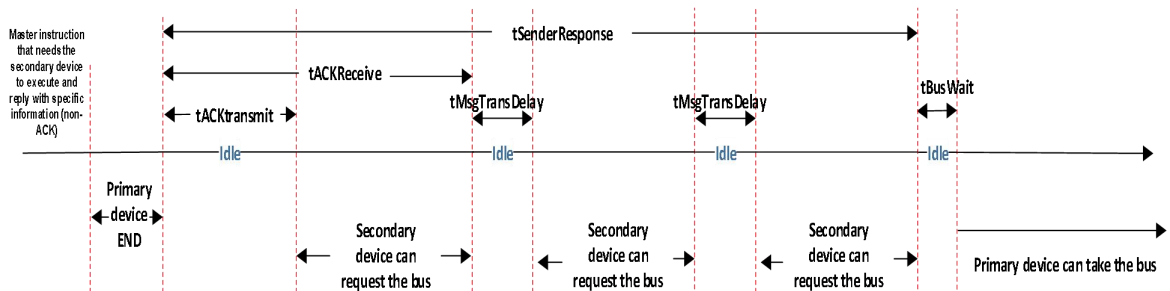 Master instruction
that needs the
secondary device
to execute and
reply with specific
information (non-
ACK)
tSenderResponse
tACKReceive
tACKtransmit
tMsgTransDelay
tMsgTransDelay
tBusWait
Idle
Idle
Idle
Idle
Primary
device
END
Secondary
device can
request the bus
Secondary
device can
request the bus
Secondary
device can
request the bus
Primary device can take the bus